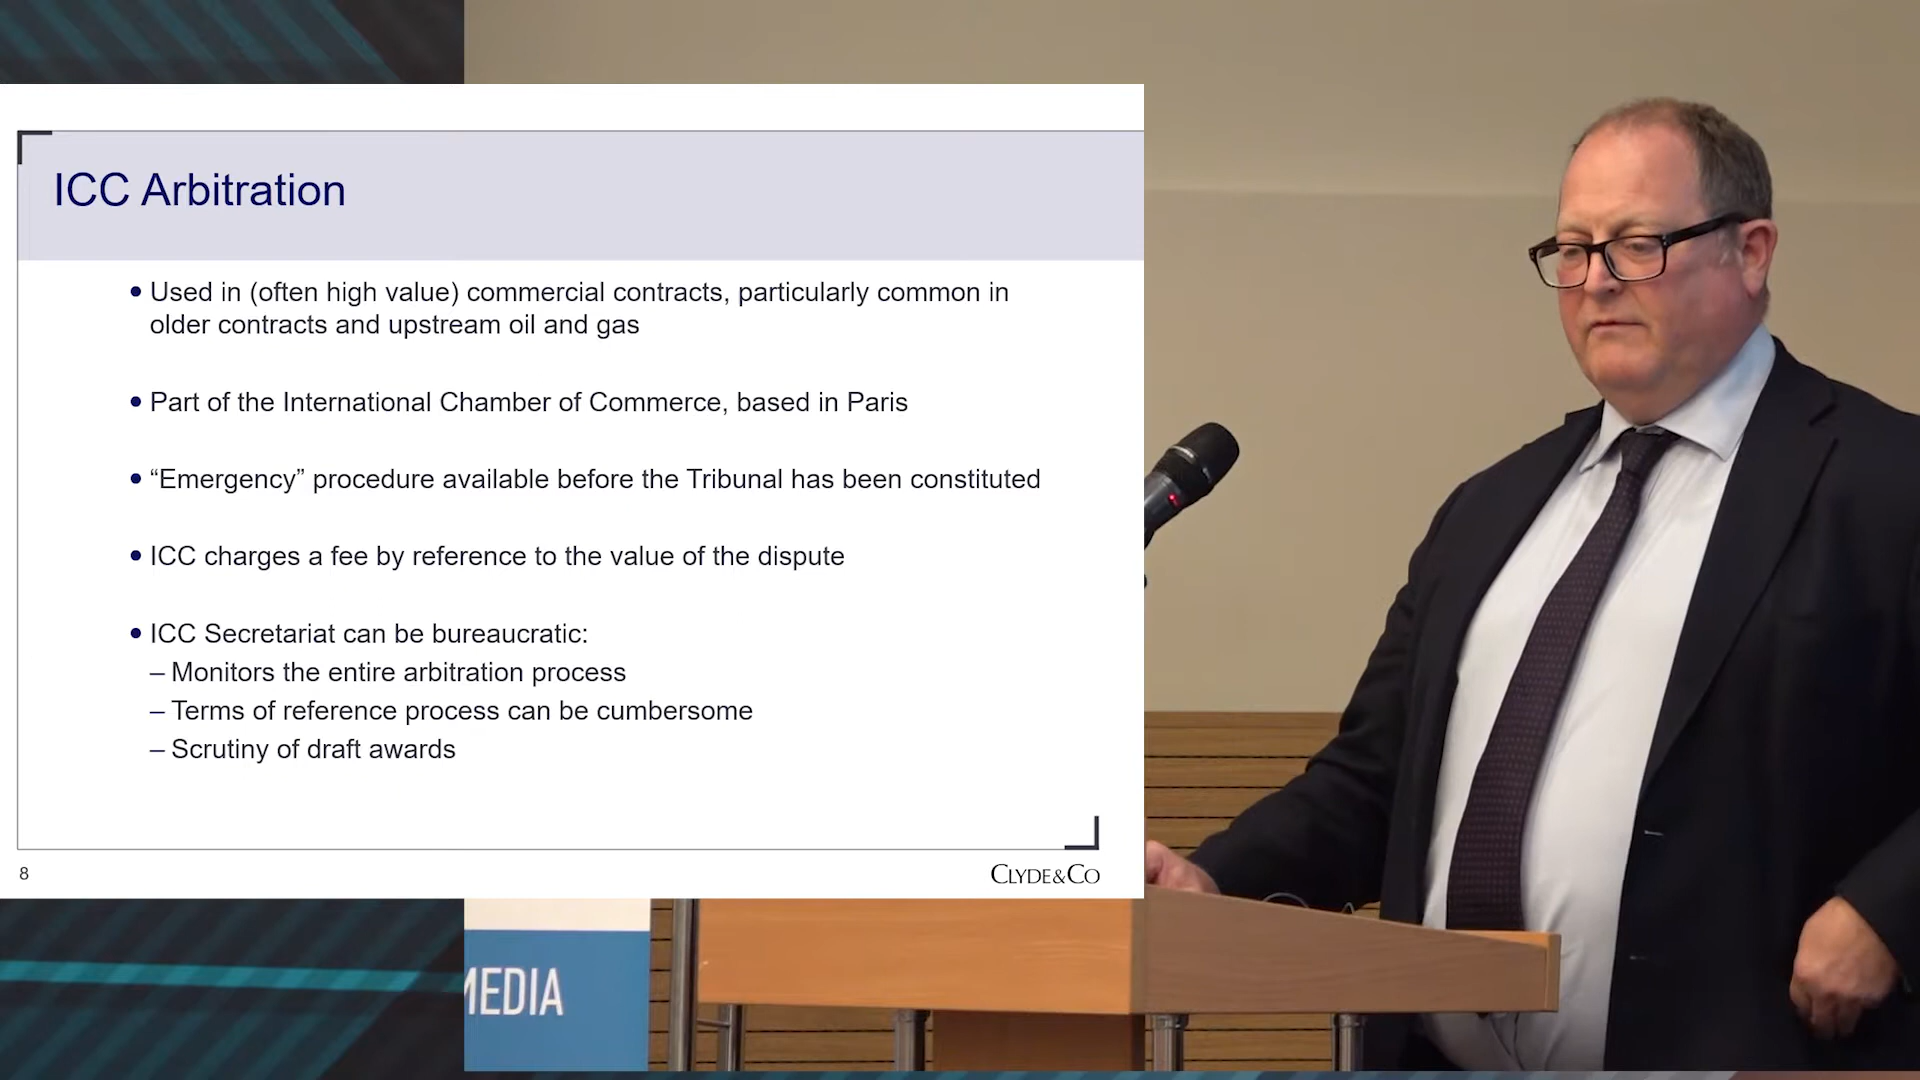 ICC Arbitration
• Used in (often high value) commercial contracts, particularly common in
older contracts and upstream oil and gas
• Part of the International Chamber of Commerce, based in Paris
• “Emergency” procedure available before the Tribunal has been constituted
• ICC charges a fee by reference to the value of the dispute
• ICC Secretariat can be bureaucratic:
– Monitors the entire arbitration process
– Terms of reference process can be cumbersome
– Scrutiny of draft awards
8
CLYDE&CO
MEDIA